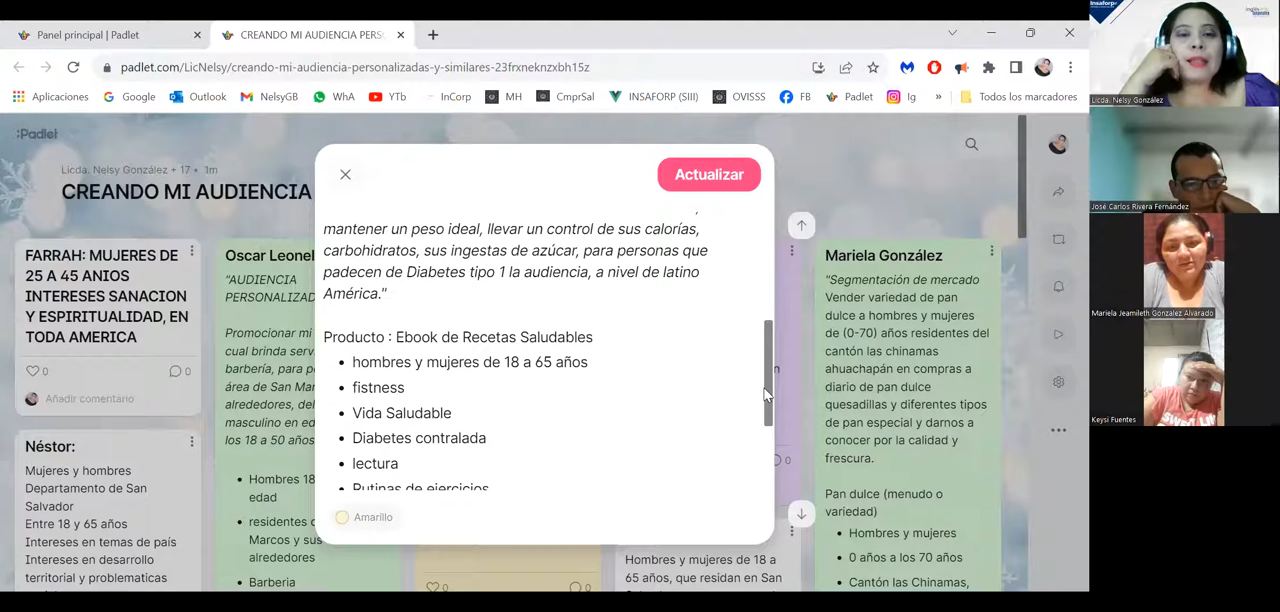 Panel principal | Padlet
CREANDO MI AUDIENCIA PERS
padlet.com/LicNelsy/creando-mi-audiencia-personalizadas-y-similares-23frxneknzxbh15z
Aplicaciones
Google
Outlook
NelsyGB
WhA
YTb
InCorp
MH
CmprSal
INSAFORP (SIII)
OVISSS
FB
Padlet
Ig
»
Todos los marcadores
:Padlet
Licda. Nelsy González + 17 • 1m
CREANDO MI AUDIENCIA
FARRAH: MUJERES DE
25 A 45 ANIOS
INTERESES SANACION
Y ESPIRITUALIDAD, EN
TODA AMERICA
0
0
Añadir comentario
Néstor:
Mujeres y hombres
Departamento de San
Salvador
Entre 18 y 65 años
Intereses en temas de país
Intereses en desarrollo
territorial y problematicas
Oscar Leonel
"AUDIENCIA
PERSONALIZAD
Promocionar mi
cual brinda serv
barbería, para p
área de San Mar
alrededores, del
masculino en ed
los 18 a 50 años
• Hombres 18
edad
• residentes d
Marcos y sus
alrededores
• Barberia
Actualizar
mantener un peso ideal, llevar un control de sus calorías,
carbohidratos, sus ingestas de azúcar, para personas que
padecen de Diabetes tipo 1 la audiencia, a nivel de latino
América."
Producto : Ebook de Recetas Saludables
• hombres y mujeres de 18 a 65 años
• fistness
• Vida Saludable
• Diabetes contralada
• lectura
• Rutinas de ejercicios
Amarillo
0
0
0
Hombres y mujeres de 18 a
65 años, que residan en San
Mariela González
"Segmentación de mercado
Vender variedad de pan
dulce a hombres y mujeres
de (0-70) años residentes del
cantón las chinamas
ahuachapán en compras a
diario de pan dulce
quesadillas y diferentes tipos
de pan especial y darnos a
conocer por la calidad y
frescura.
Pan dulce (menudo o
variedad)
• Hombres y mujeres
• 0 años a los 70 años
• Cantón las Chinamas,
Insaforp
Licda. Nelsy González
José Carlos Rivera Fernández
Mariela Jeamileth Gonzalez Alvarado
Keysi Fuentes